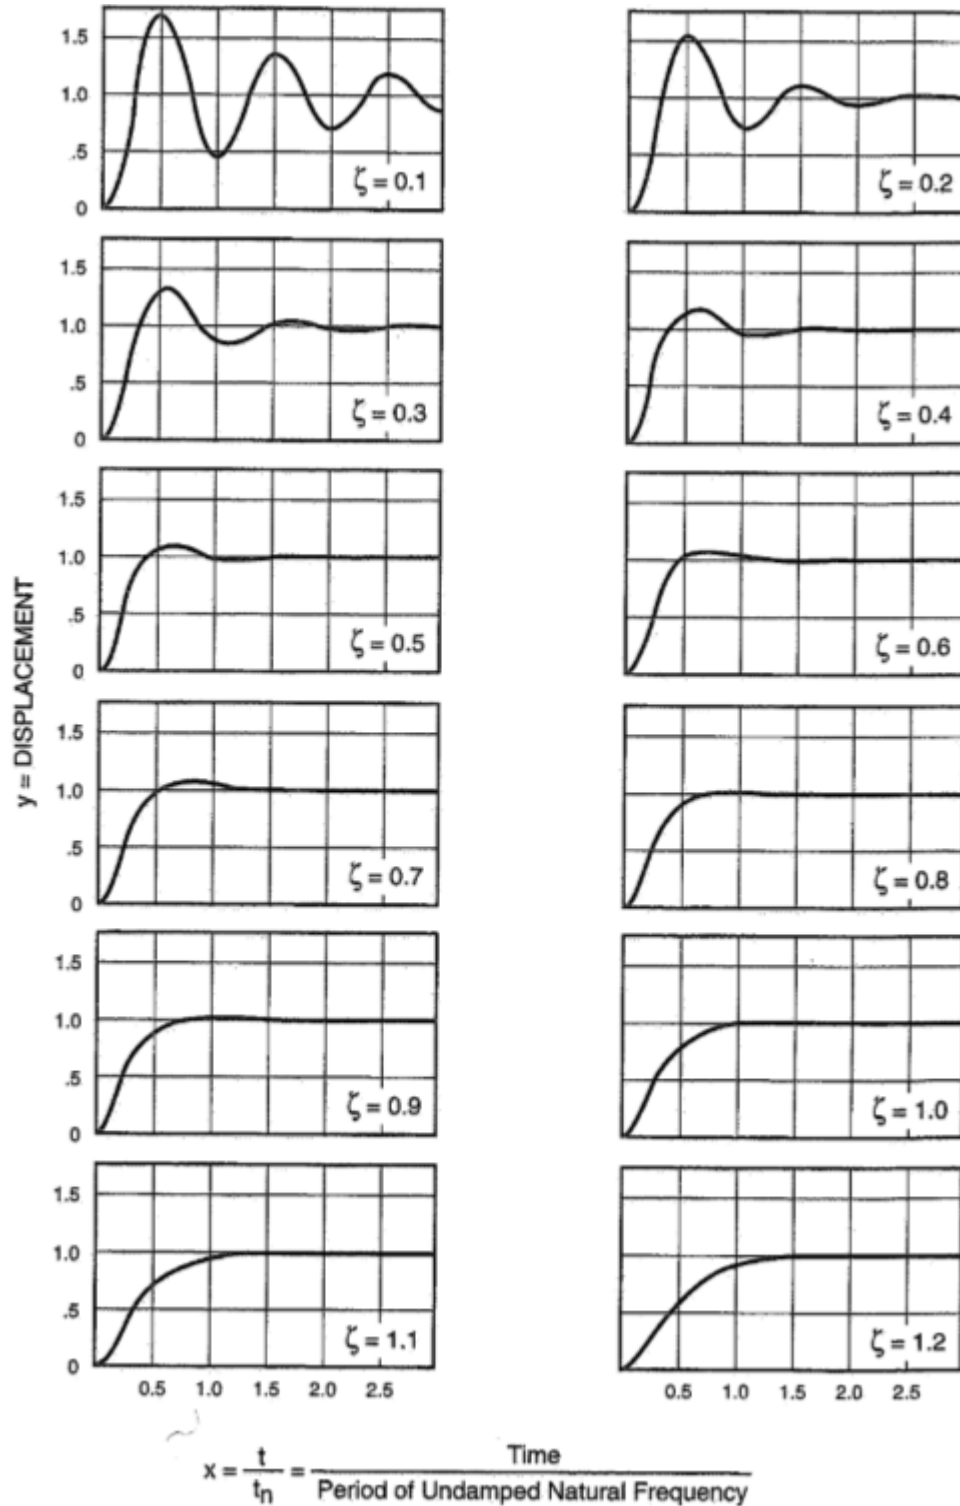 1.5
1.0
.5
0
ζ = 0.1
ζ = 0.2
1.5
1.0
.5
0
ζ = 0.3
ζ = 0.4
1.5
1.0
.5
0
ζ = 0.5
ζ = 0.6
y = DISPLACEMENT
1.5
1.0
.5
0
ζ = 0.7
ζ = 0.8
1.5
1.0
.5
0
ζ = 0.9
ζ = 1.0
1.5
1.0
.5
0
ζ = 1.1
ζ = 1.2
0.5 1.0 1.5 2.0 2.5
0.5 1.0 1.5 2.0 2.5
x = t/tn = Time / Period of Undamped Natural Frequency